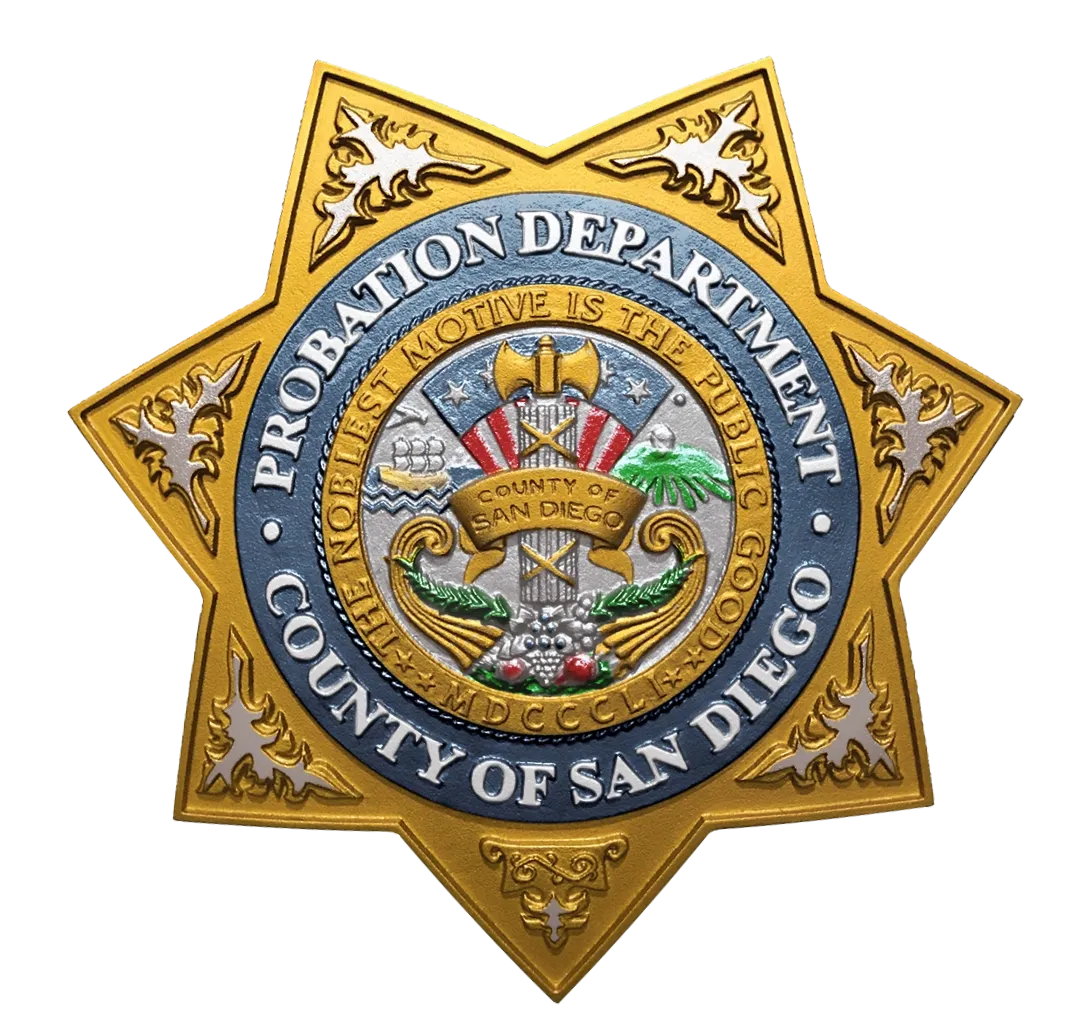 PROBATION DEPARTMENT
COUNTY OF SAN DIEGO
THE NOBLEST MOTIVE IS THE PUBLIC GOOD
MDCCCLI
COUNTY OF
SAN DIEGO